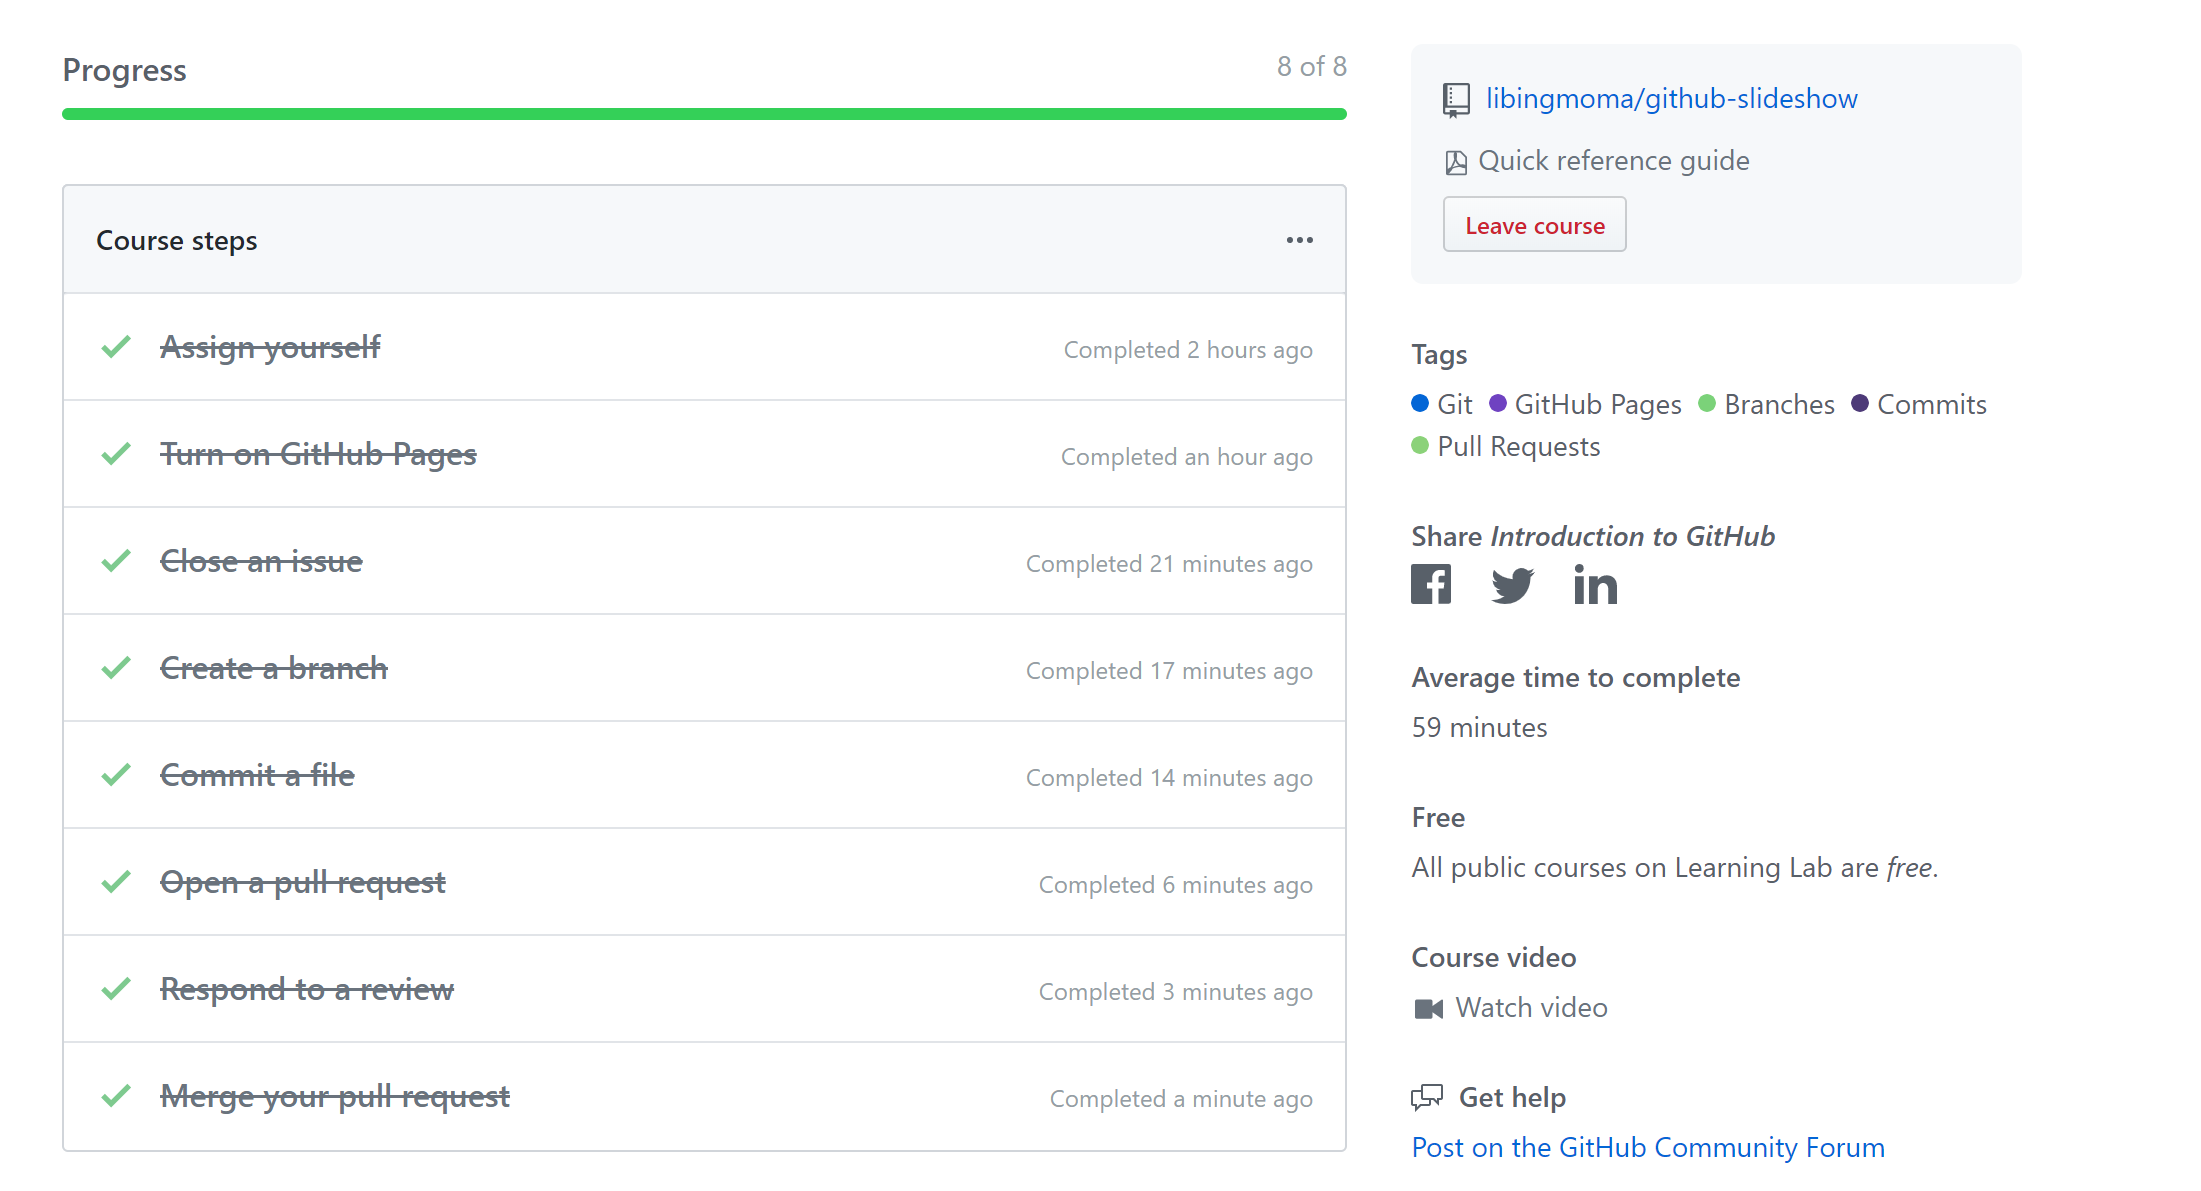 Progress
8 of 8
Course steps
Assign yourself
Completed 2 hours ago
Turn on GitHub Pages
Completed an hour ago
Close an issue
Completed 21 minutes ago
Create a branch
Completed 17 minutes ago
Commit a file
Completed 14 minutes ago
Open a pull request
Completed 6 minutes ago
Respond to a review
Completed 3 minutes ago
Merge your pull request
Completed a minute ago
libingmoma/github-slideshow
Quick reference guide
Leave course
Tags
Git GitHub Pages Branches Commits
Pull Requests
Share Introduction to GitHub
Average time to complete
59 minutes
Free
All public courses on Learning Lab are free.
Course video
Watch video
Get help
Post on the GitHub Community Forum